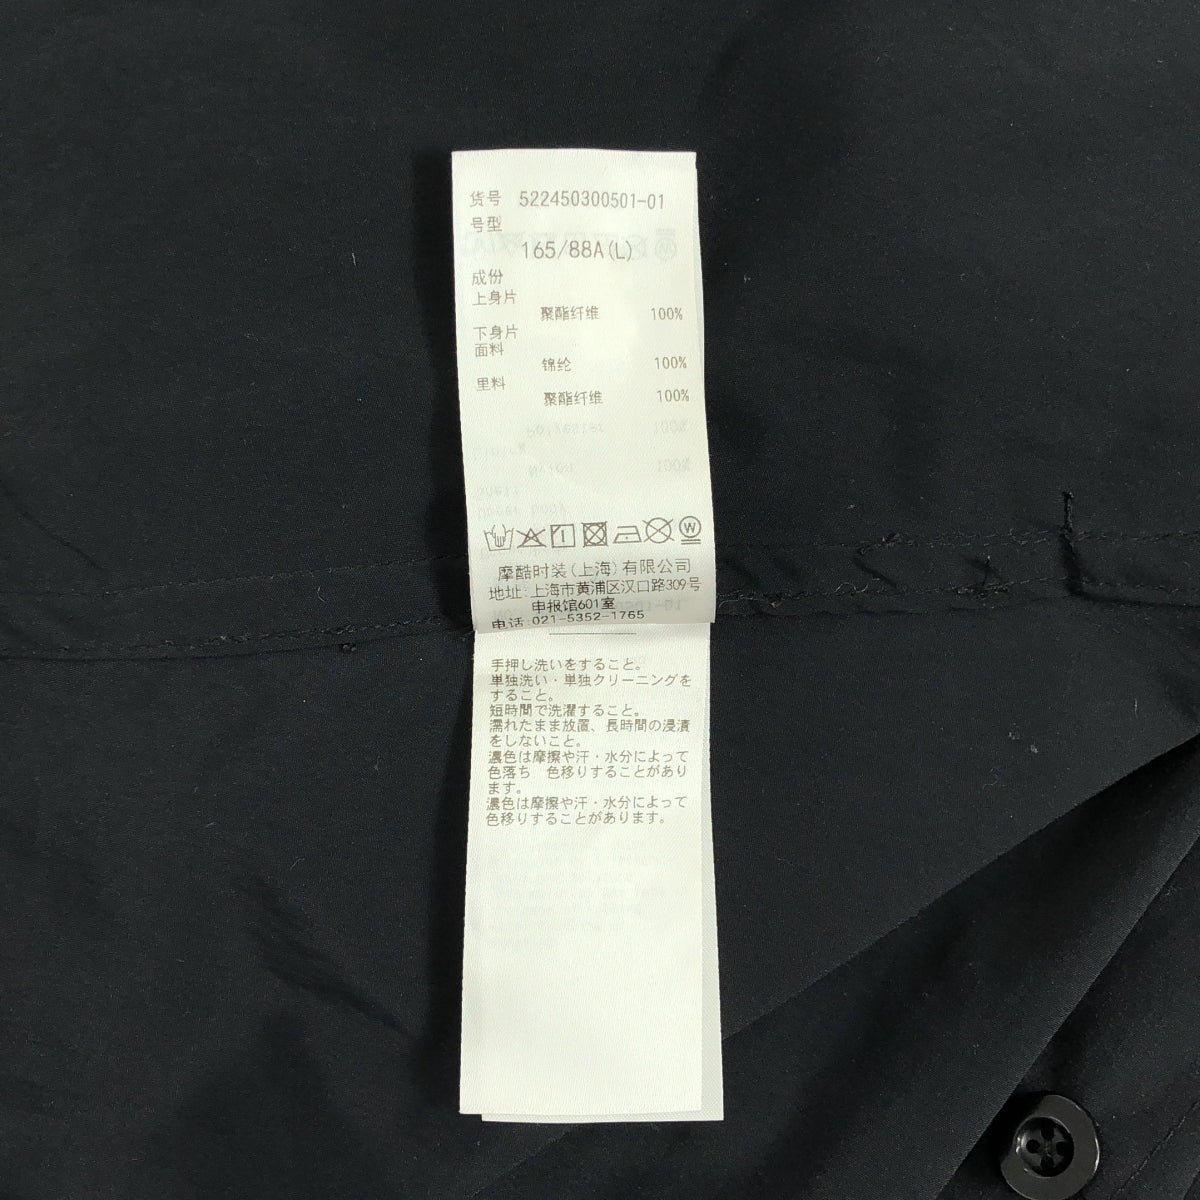 货号 522450300501-01
号型
165/88A(L)
成份
上身片
聚酯纤维 100%
下身片
面料
锦纶 100%
里料
聚酯纤维 100%
摩酷时装(上海)有限公司
地址:上海市黄浦区汉口路309号
申报馆601室
电话:021-5352-1765
手押し洗いをすること。
単独洗い・単独クリーニングを
すること。
短時間で洗濯すること。
濡れたまま放置、長時間の浸漬
をしないこと。
濃色は摩擦や汗・水分によって
色落ち 色移りすることがあり
ます。
濃色は摩擦や汗・水分によって
色移りすることがあります。